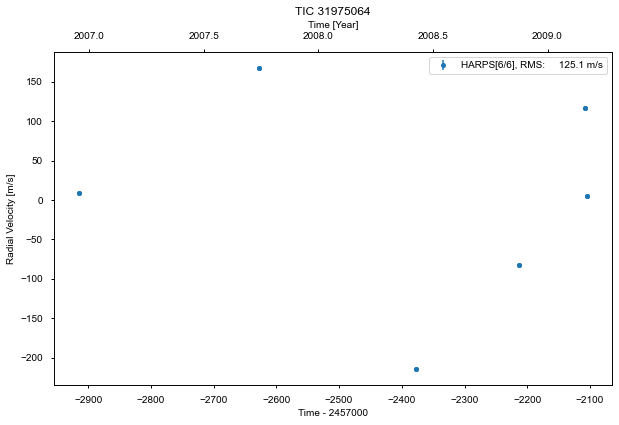 TIC 31975064
Time [Year]
2007.0 2007.5 2008.0 2008.5 2009.0
HARPS[6/6], RMS: 125.1 m/s
Radial Velocity [m/s]
150
100
50
0
−50
−100
−150
−200
−2900 −2800 −2700 −2600 −2500 −2400 −2300 −2200 −2100
Time - 2457000